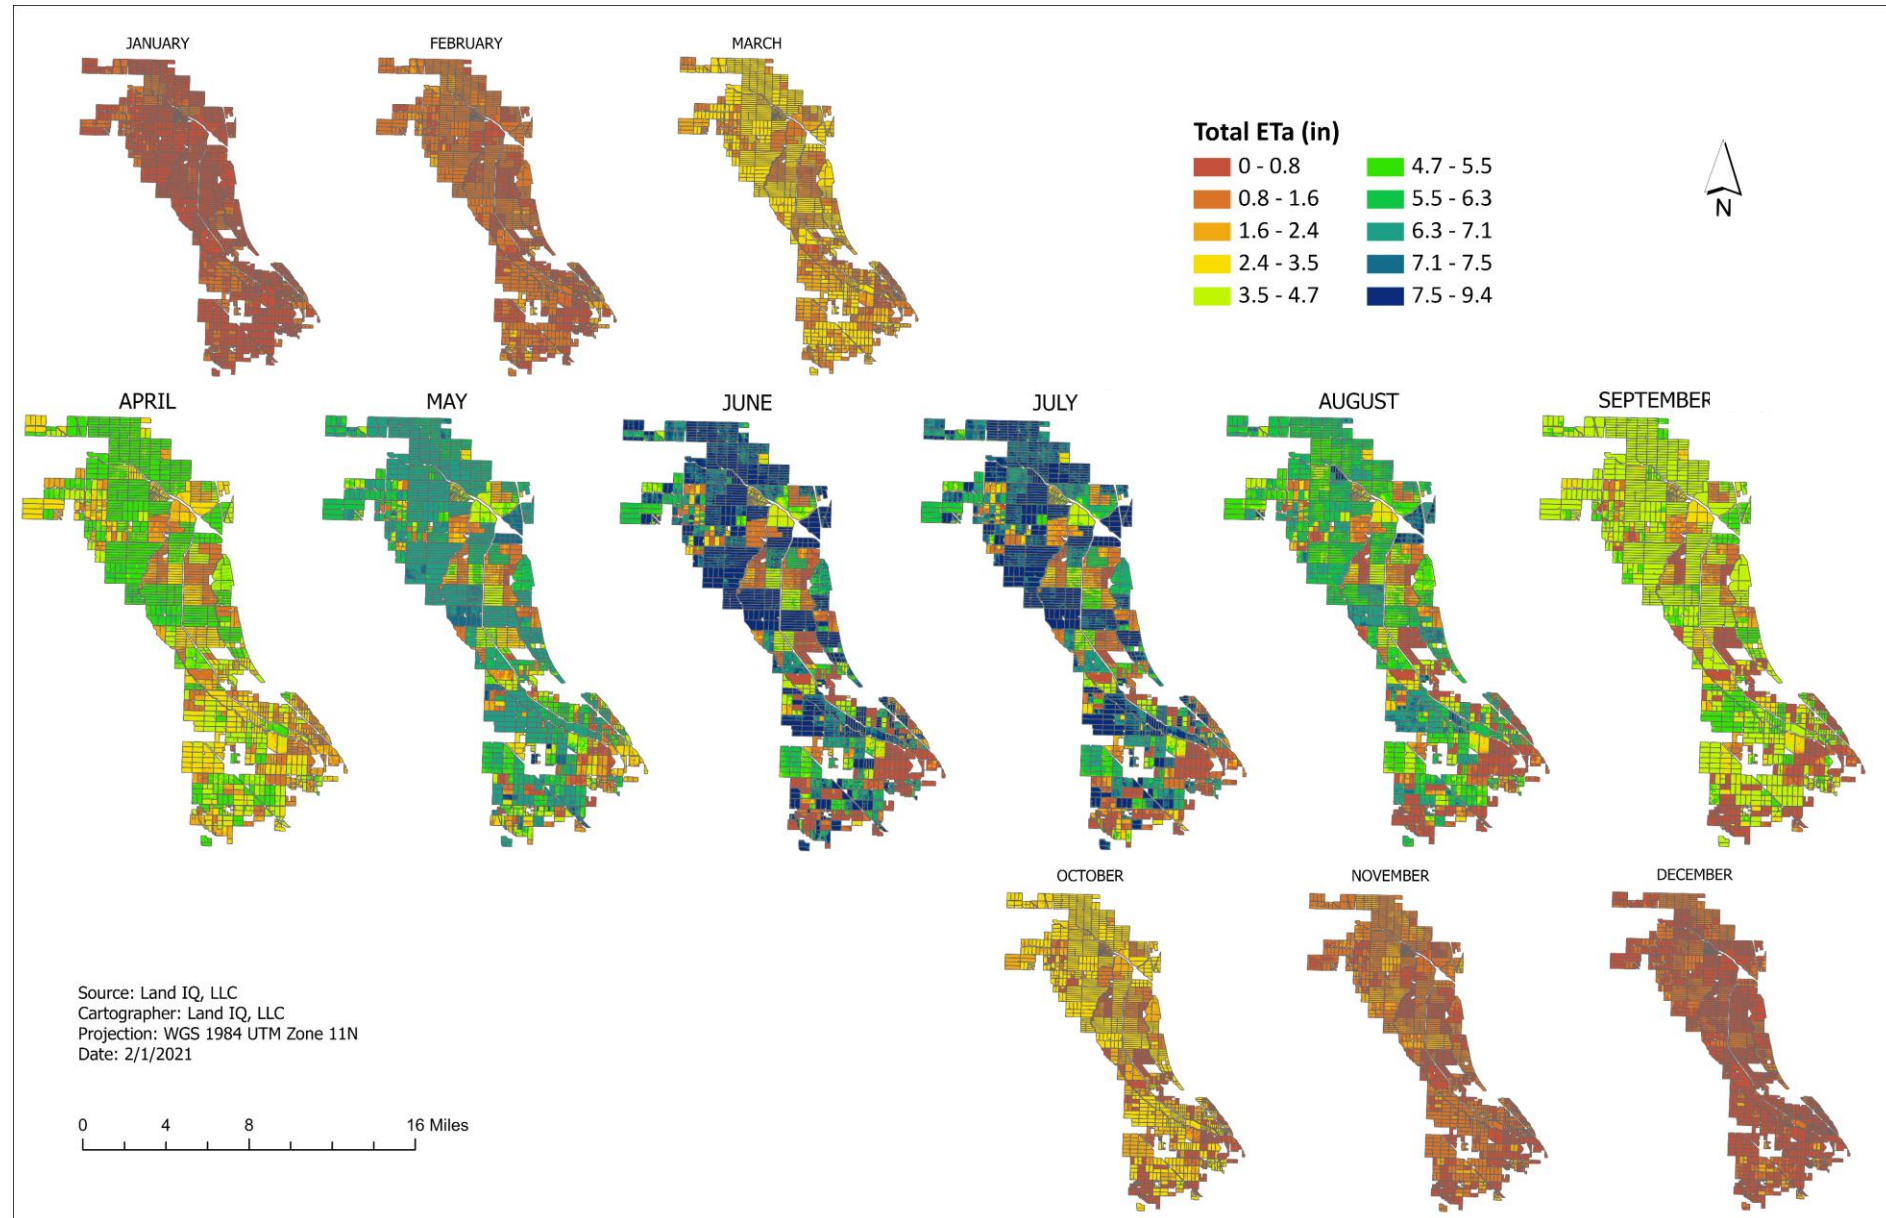 JANUARY
FEBRUARY
MARCH
Total ETa (in)
0 - 0.8
0.8 - 1.6
1.6 - 2.4
2.4 - 3.5
3.5 - 4.7
4.7 - 5.5
5.5 - 6.3
6.3 - 7.1
7.1 - 7.5
7.5 - 9.4
N
APRIL
MAY
JUNE
JULY
AUGUST
SEPTEMBER
OCTOBER
NOVEMBER
DECEMBER
Source: Land IQ, LLC
Cartographer: Land IQ, LLC
Projection: WGS 1984 UTM Zone 11N
Date: 2/1/2021
0 4 8 16 Miles